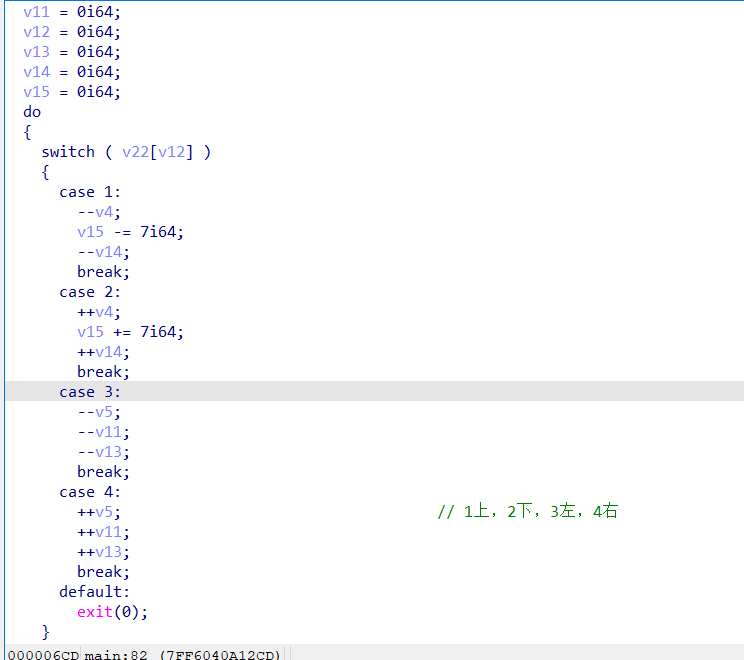 v11 = 0i64;
v12 = 0i64;
v13 = 0i64;
v14 = 0i64;
v15 = 0i64;
do
{
switch ( v22[v12] )
{
case 1:
--v4;
v15 -= 7i64;
--v14;
break;
case 2:
++v4;
v15 += 7i64;
++v14;
break;
case 3:
--v5;
--v11;
--v13;
break;
case 4:
++v5; // 1上，2下，3左，4右
++v11;
++v13;
break;
default:
exit(0);
}
000006CD main:82 (7FF6040A12CD)